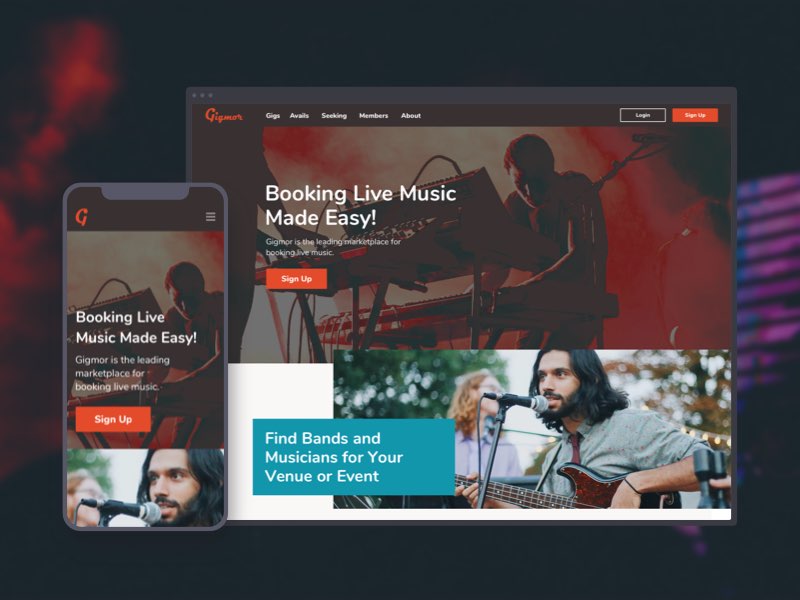 Gigmor
Gigs Avails Seeking Members About
Login
Sign Up
Booking Live Music
Made Easy!
Gigmor is the leading marketplace for
booking live music.
Sign Up
Find Bands and
Musicians for Your
Venue or Event
G
Booking Live
Music Made Easy!
Gigmor is the leading
marketplace for
booking live music.
Sign Up